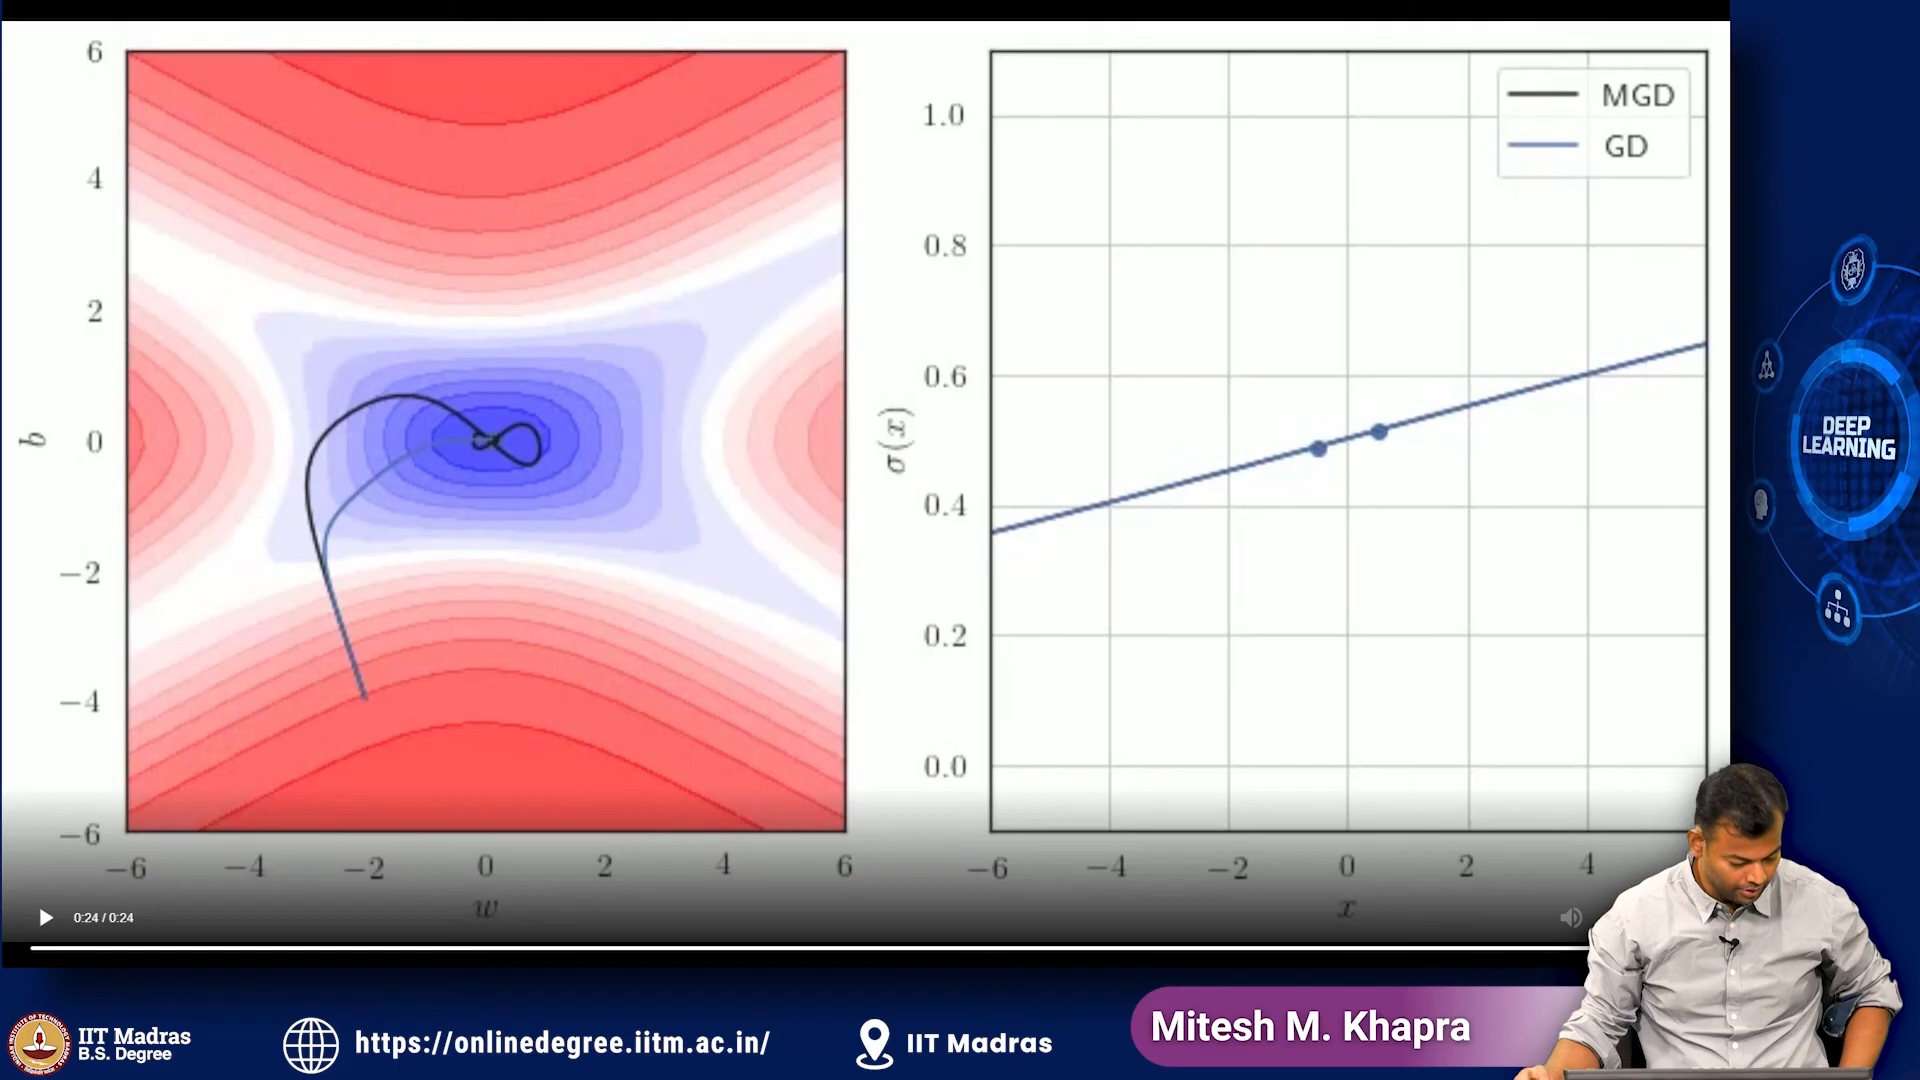 6
4
2
0
−2
−4
−6
b
−6
−4
−2
0
2
4
6
w
1.0
0.8
0.6
0.4
0.2
0.0
σ(x)
−6
−4
−2
0
2
4
x
MGD
GD
0:24 / 0:24
DEEP
LEARNING
IIT Madras
B.S. Degree
https://onlinedegree.iitm.ac.in/
IIT Madras
Mitesh M. Khapra